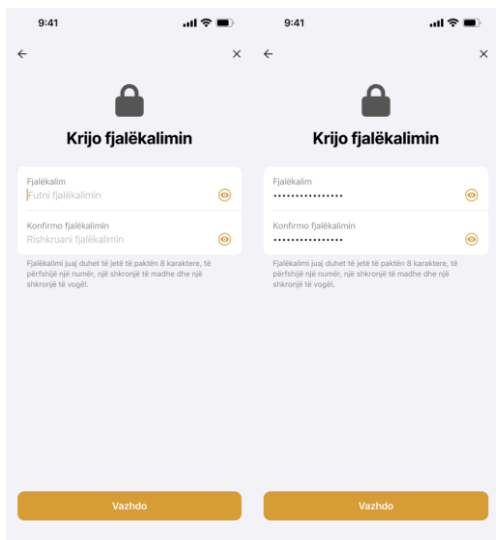 9:41
Krijo fjalëkalimin
Fjalëkalim
Futni fjalëkalimin
Konfirmo fjalëkalimin
Rishkruani fjalëkalimin
Fjalëkalimi juaj duhet të jetë të paktën 8 karaktere, të
përfshijë një numër, një shkronjë të madhe dhe një
shkronjë të vogël.
Vazhdo
9:41
Krijo fjalëkalimin
Fjalëkalim
Konfirmo fjalëkalimin
Fjalëkalimi juaj duhet të jetë të paktën 8 karaktere, të
përfshijë një numër, një shkronjë të madhe dhe një
shkronjë të vogël.
Vazhdo